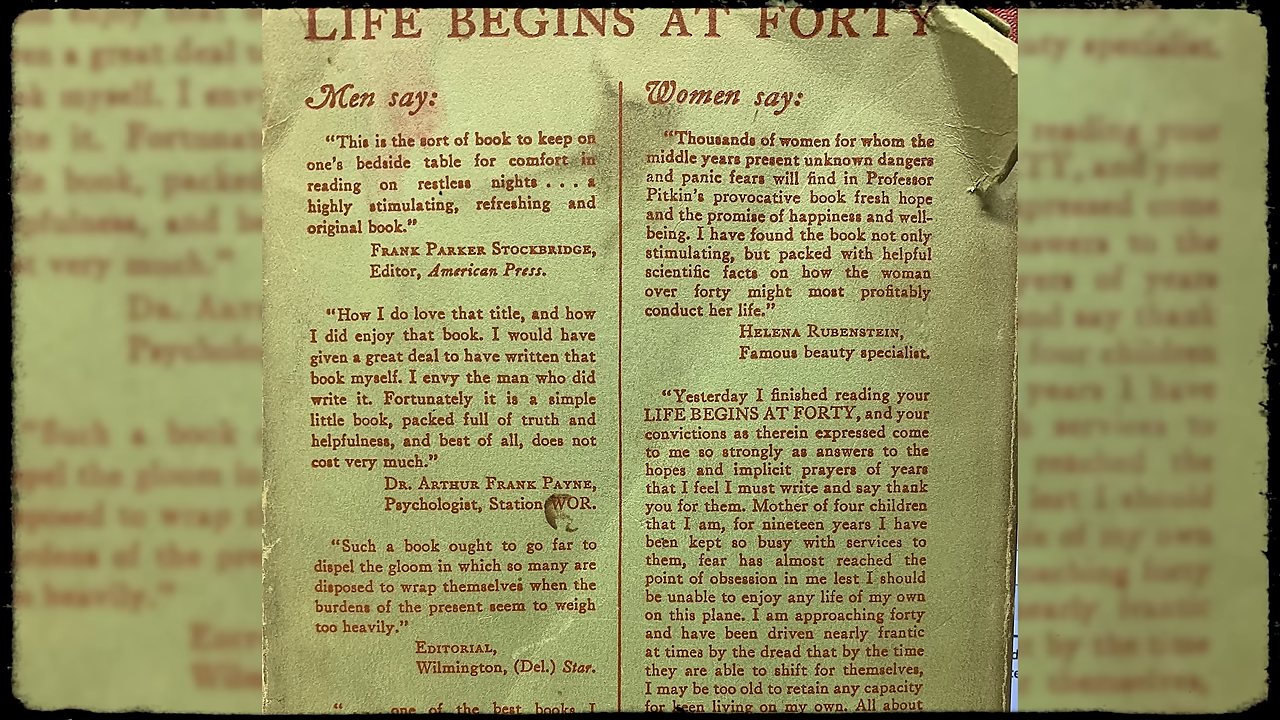 LIFE BEGINS AT FORTY
Men say:
“This is the sort of book to keep on
one's bedside table for comfort in
reading on restless nights . . . a
highly stimulating, refreshing and
original book.”
FRANK PARKER STOCKBRIDGE,
Editor, American Press.
“How I do love that title, and how
I did enjoy that book. I would have
given a great deal to have written that
book myself. I envy the man who did
write it. Fortunately it is a simple
little book, packed full of truth and
helpfulness, and best of all, does not
cost very much.”
DR. ARTHUR FRANK PAYNE,
Psychologist, Station WOR.
“Such a book ought to go far to
dispel the gloom in which so many are
disposed to wrap themselves when the
burdens of the present seem to weigh
too heavily.”
EDITORIAL,
Wilmington, (Del.) Star.
one of the best books I
Women say:
“Thousands of women for whom the
middle years present unknown dangers
and panic fears will find in Professor
Pitkin's provocative book fresh hope
and the promise of happiness and well-
being. I have found the book not only
stimulating, but packed with helpful
scientific facts on how the woman
over forty might most profitably
conduct her life.”
HELENA RUBENSTEIN,
Famous beauty specialist.
“Yesterday I finished reading your
LIFE BEGINS AT FORTY, and your
convictions as therein expressed come
to me so strongly as answers to the
hopes and implicit prayers of years
that I feel I must write and say thank
you for them. Mother of four children
that I am, for nineteen years I have
been kept so busy with services to
them, fear has almost reached the
point of obsession in me lest I should
be unable to enjoy any life of my own
on this plane. I am approaching forty
and have been driven nearly frantic
at times by the dread that by the time
they are able to shift for themselves,
I may be too old to retain any capacity
for keen living on my own. All about